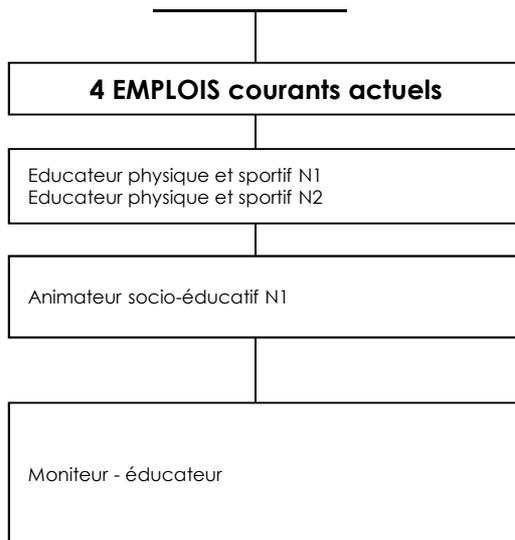 4 EMPLOIS courants actuels
Educateur physique et sportif N1
Educateur physique et sportif N2
Animateur socio-éducatif N1
Moniteur - éducateur